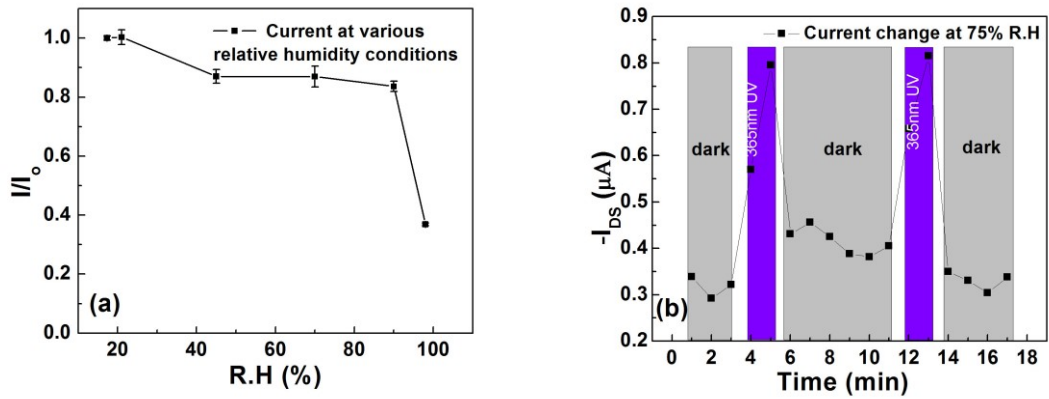 Current at various
relative humidity conditions
1.0
0.8
0.6
0.4
0.2
0.0
I/I₀
(a)
20 40 60 80 100
R.H (%)
Current change at 75% R.H
0.9
0.8
0.7
0.6
0.5
0.4
0.3
0.2
-I_DS (μA)
dark
365nm UV
dark
365nm UV
dark
(b)
0 2 4 6 8 10 12 14 16 18
Time (min)